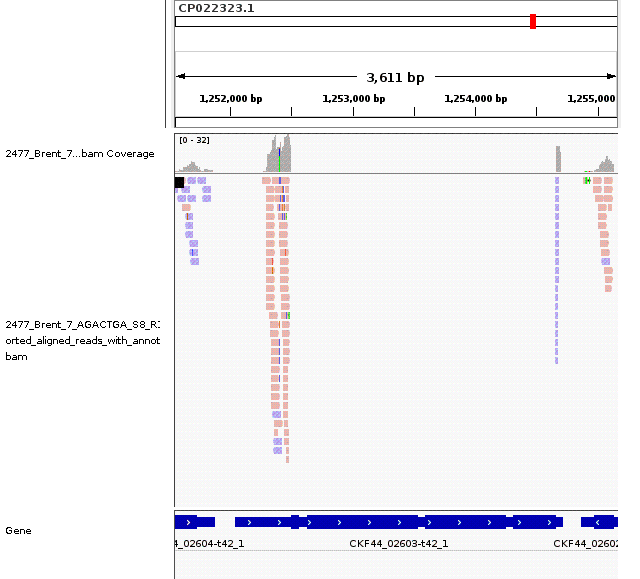 CP022323.1
3,611 bp
1,252,000 bp
1,253,000 bp
1,254,000 bp
1,255,000
[0 - 32]
2477_Brent_7...bam Coverage
2477_Brent_7_AGACTGA_S8_R
orted_aligned_reads_with_annot
bam
Gene
4_02604-t42_1
CKF44_02603-t42_1
CKF44_02602